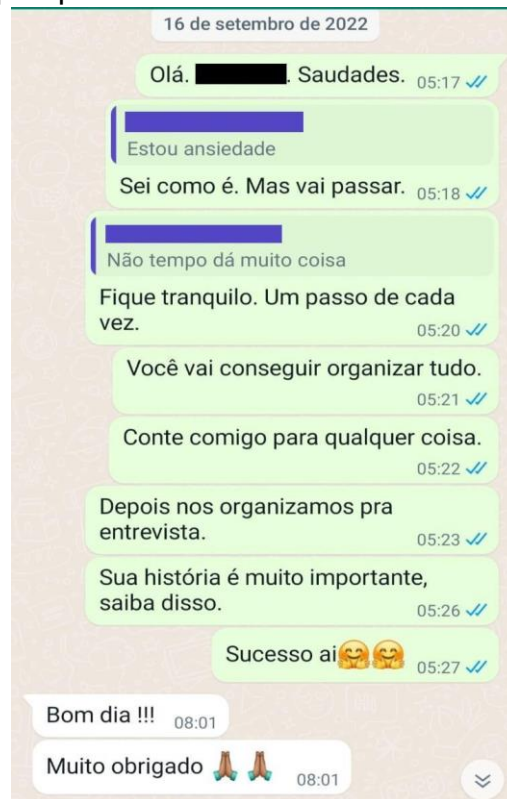 16 de setembro de 2022
Olá. . Saudades. 05:17
Estou ansiedade
Sei como é. Mas vai passar. 05:18
Não tempo dá muito coisa
Fique tranquilo. Um passo de cada
vez. 05:20
Você vai conseguir organizar tudo.
05:21
Conte comigo para qualquer coisa.
05:22
Depois nos organizamos pra
entrevista. 05:23
Sua história é muito importante,
saiba disso. 05:26
Sucesso ai🤗🤗 05:27
Bom dia !!! 08:01
Muito obrigado 🙏🏾 🙏🏾 08:01